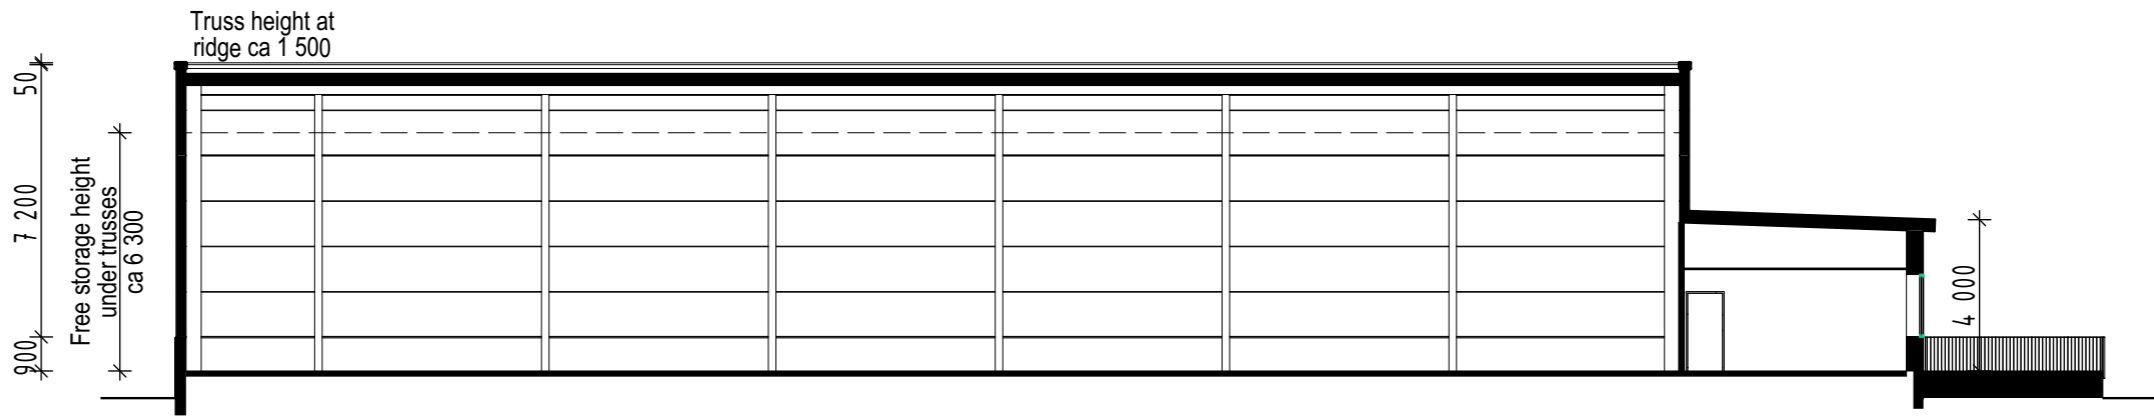 Truss height at
ridge ca 1 500
50
7 200
900
Free storage height
under trusses
ca 6 300
4 000